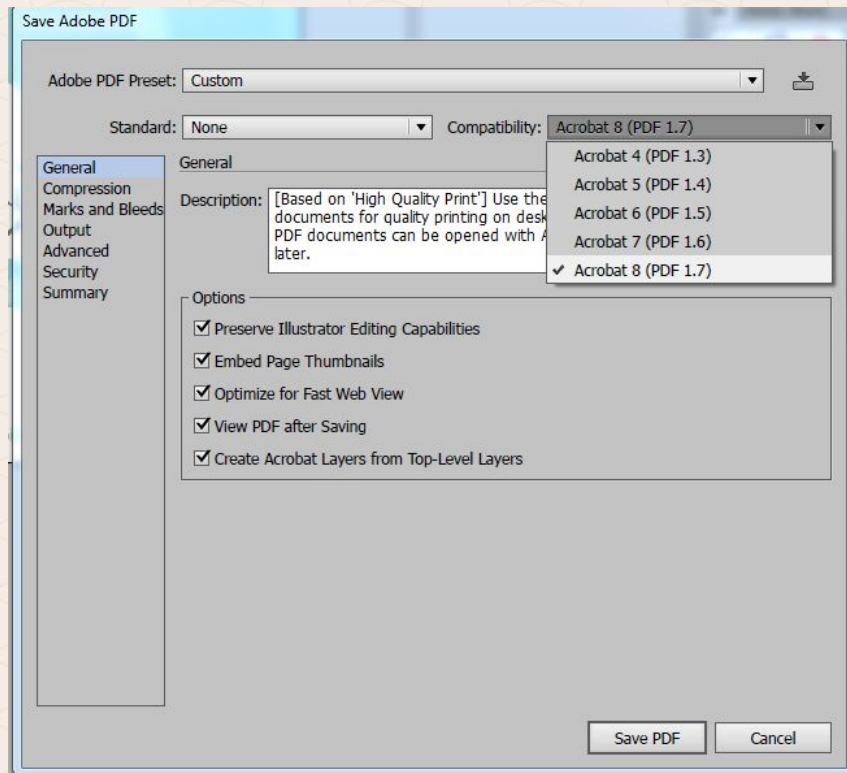 Save Adobe PDF
Adobe PDF Preset: Custom
Standard: None Compatibility: Acrobat 8 (PDF 1.7)
Acrobat 4 (PDF 1.3)
Acrobat 5 (PDF 1.4)
Acrobat 6 (PDF 1.5)
Acrobat 7 (PDF 1.6)
Acrobat 8 (PDF 1.7)
General
Compression
Marks and Bleeds
Output
Advanced
Security
Summary
General
Description: [Based on 'High Quality Print'] Use the
documents for quality printing on desk
PDF documents can be opened with
later.
Options
Preserve Illustrator Editing Capabilities
Embed Page Thumbnails
Optimize for Fast Web View
View PDF after Saving
Create Acrobat Layers from Top-Level Layers
Save PDF Cancel